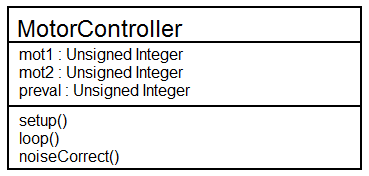 MotorController
mot1 : Unsigned Integer
mot2 : Unsigned Integer
preval : Unsigned Integer
setup()
loop()
noiseCorrect()